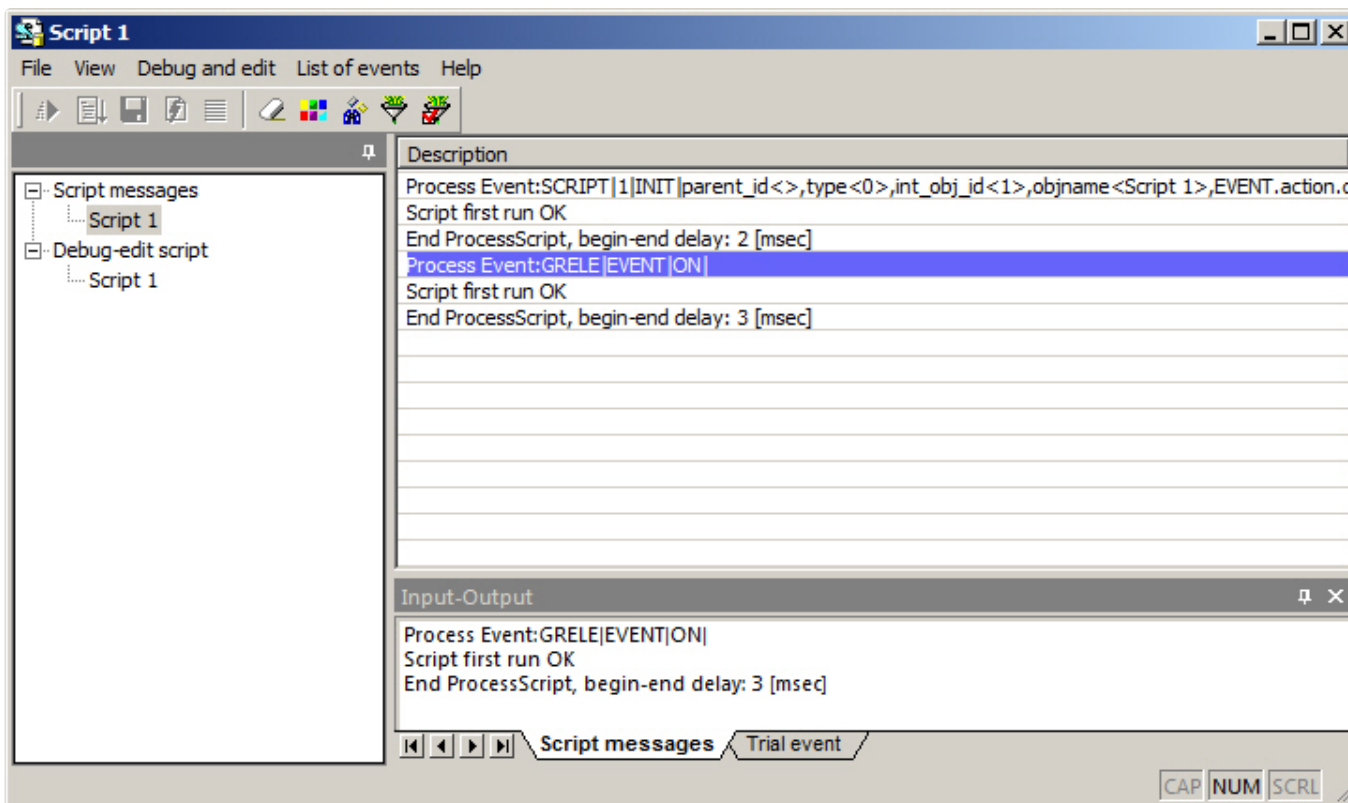 Script 1
File View Debug and edit List of events Help
Description
Script messages
Script 1
Debug-edit script
Script 1
Process Event:SCRIPT|1|INIT|parent_id<>,type<0>,int_obj_id<1>,objname<Script 1>,EVENT.action.
Script first run OK
End ProcessScript, begin-end delay: 2 [msec]
Process Event:GRELE|EVENT|ON|
Script first run OK
End ProcessScript, begin-end delay: 3 [msec]
Input-Output
Process Event:GRELE|EVENT|ON|
Script first run OK
End ProcessScript, begin-end delay: 3 [msec]
Script messages Trial event
CAP NUM SCRL